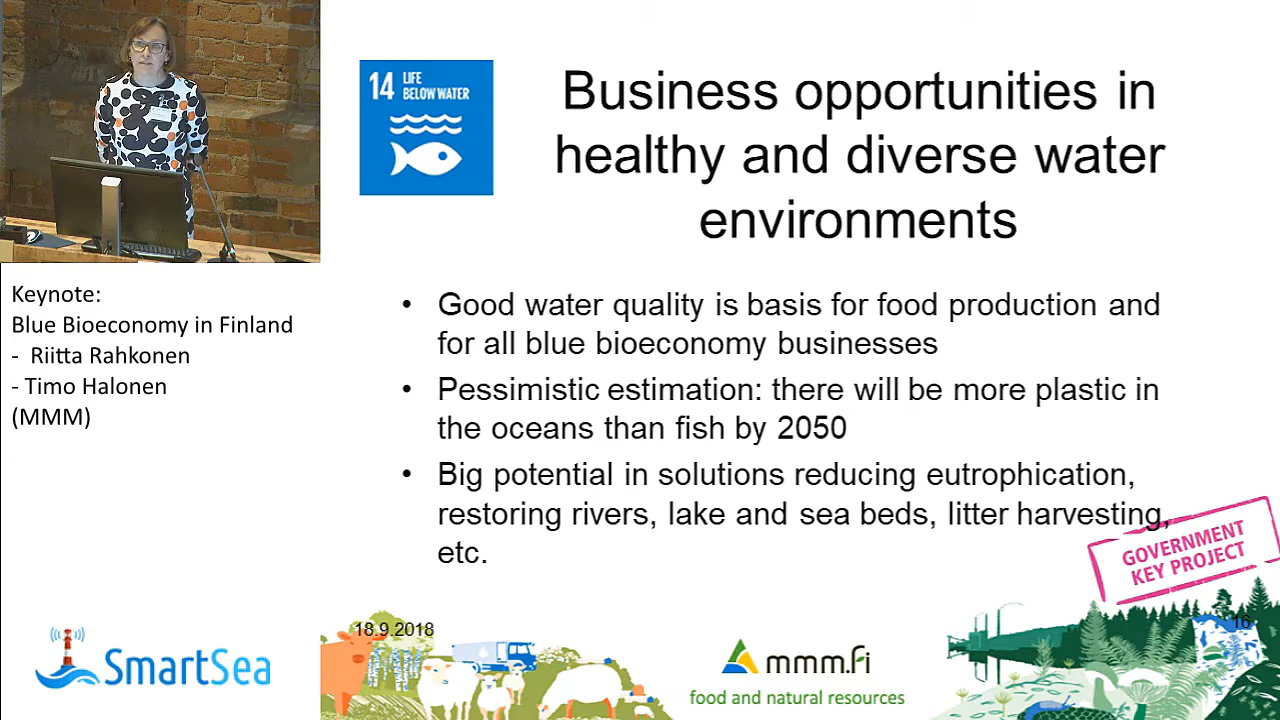 14 LIFE
BELOW WATER
Business opportunities in
healthy and diverse water
environments
Keynote:
Blue Bioeconomy in Finland
- Riitta Rahkonen
- Timo Halonen
(MMM)
• Good water quality is basis for food production and
for all blue bioeconomy businesses
• Pessimistic estimation: there will be more plastic in
the oceans than fish by 2050
• Big potential in solutions reducing eutrophication,
restoring rivers, lake and sea beds, litter harvesting,
etc.
GOVERNMENT
KEY PROJECT
18.9.2018
16
SmartSea
mmm.fi
food and natural resources